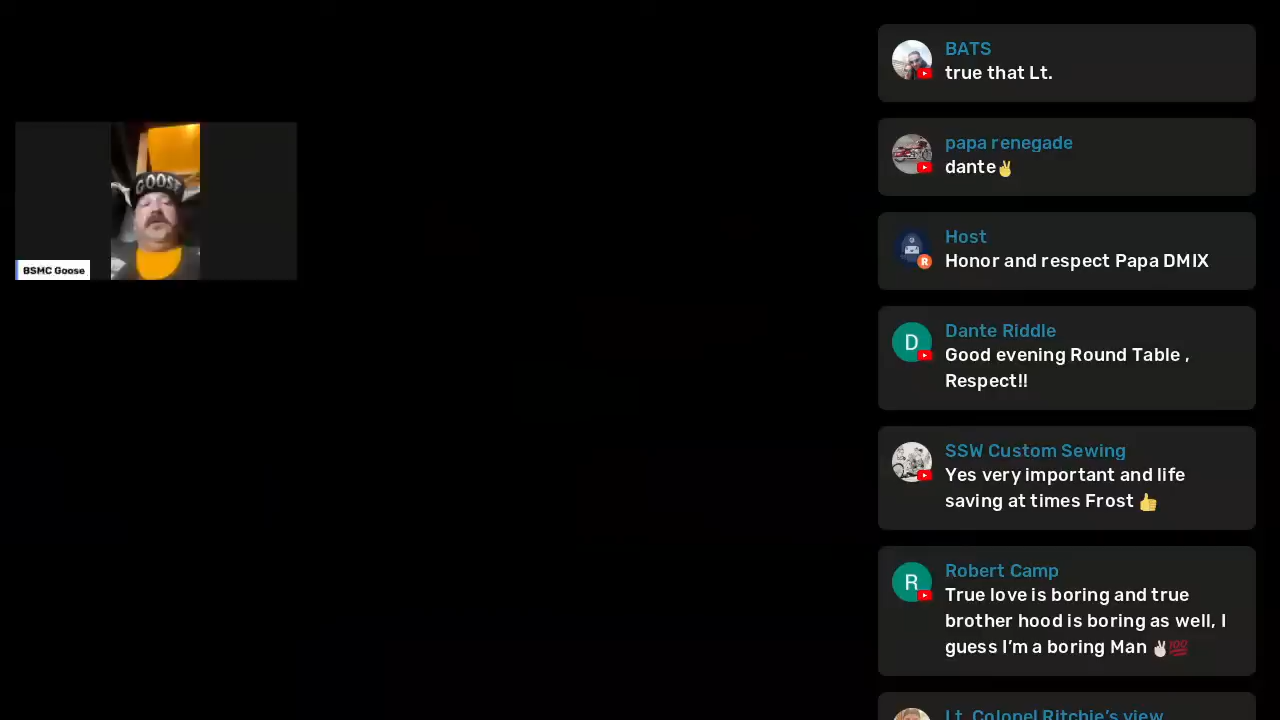 GOOSE
BSMC Goose
BATS
true that Lt.
papa renegade
dante✌
Host
Honor and respect Papa DMIX
D
Dante Riddle
Good evening Round Table ,
Respect!!
SSW Custom Sewing
Yes very important and life
saving at times Frost 👍
R
Robert Camp
True love is boring and true
brother hood is boring as well, I
guess I'm a boring Man ✌🏻💯
Lt. Colonel Ritchie's view